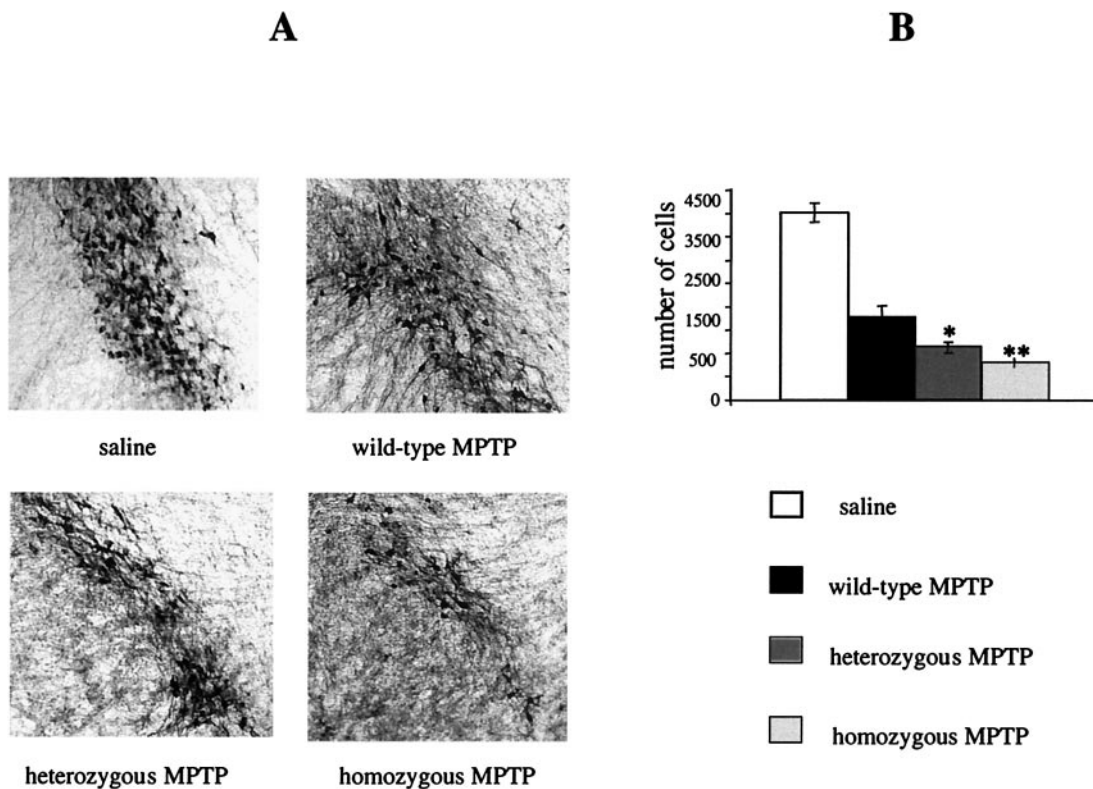 A
B
saline
wild-type MPTP
heterozygous MPTP
homozygous MPTP
number of cells
4500
3500
1500
500
0
*
**
saline
wild-type MPTP
heterozygous MPTP
homozygous MPTP